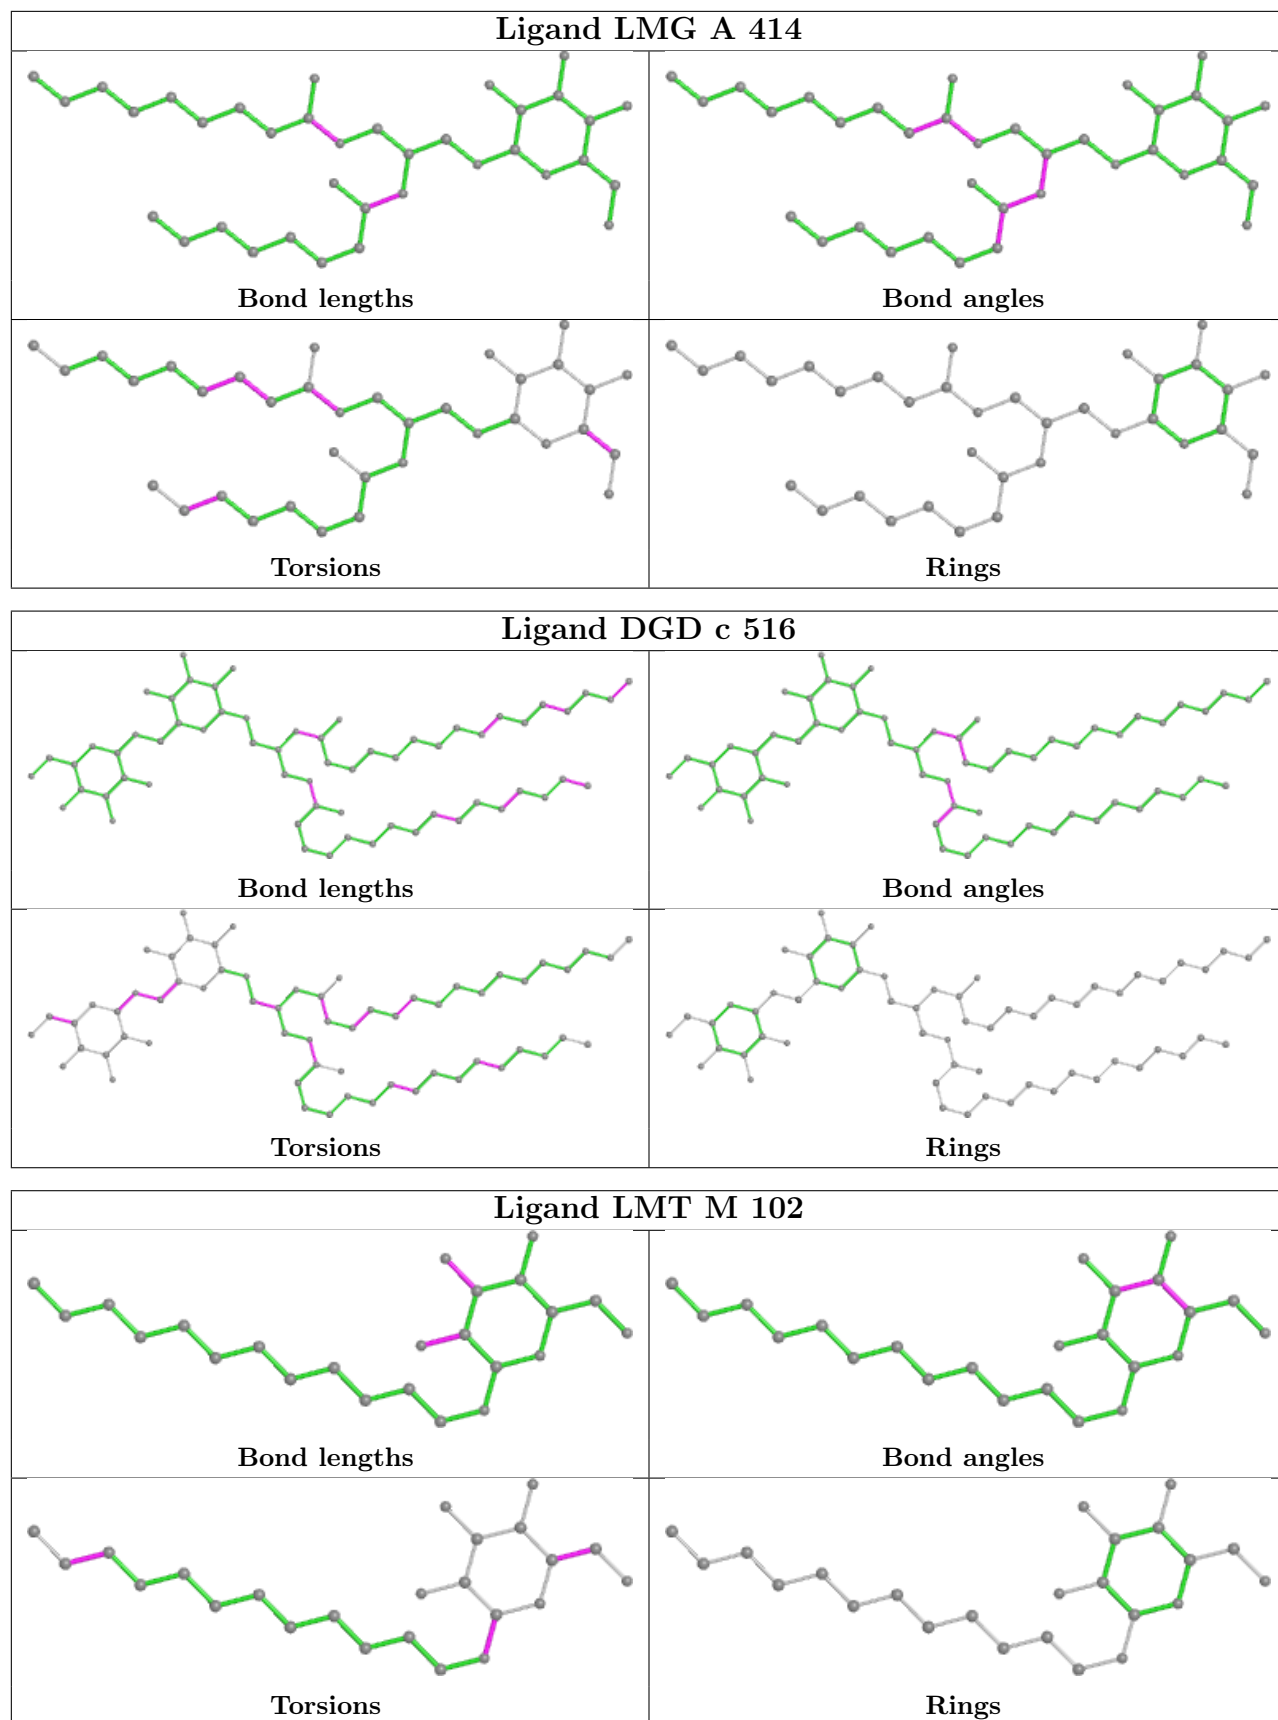 Ligand LMG A 414
Bond lengths
Bond angles
Torsions
Rings
Ligand DGD c 516
Bond lengths
Bond angles
Torsions
Rings
Ligand LMT M 102
Bond lengths
Bond angles
Torsions
Rings